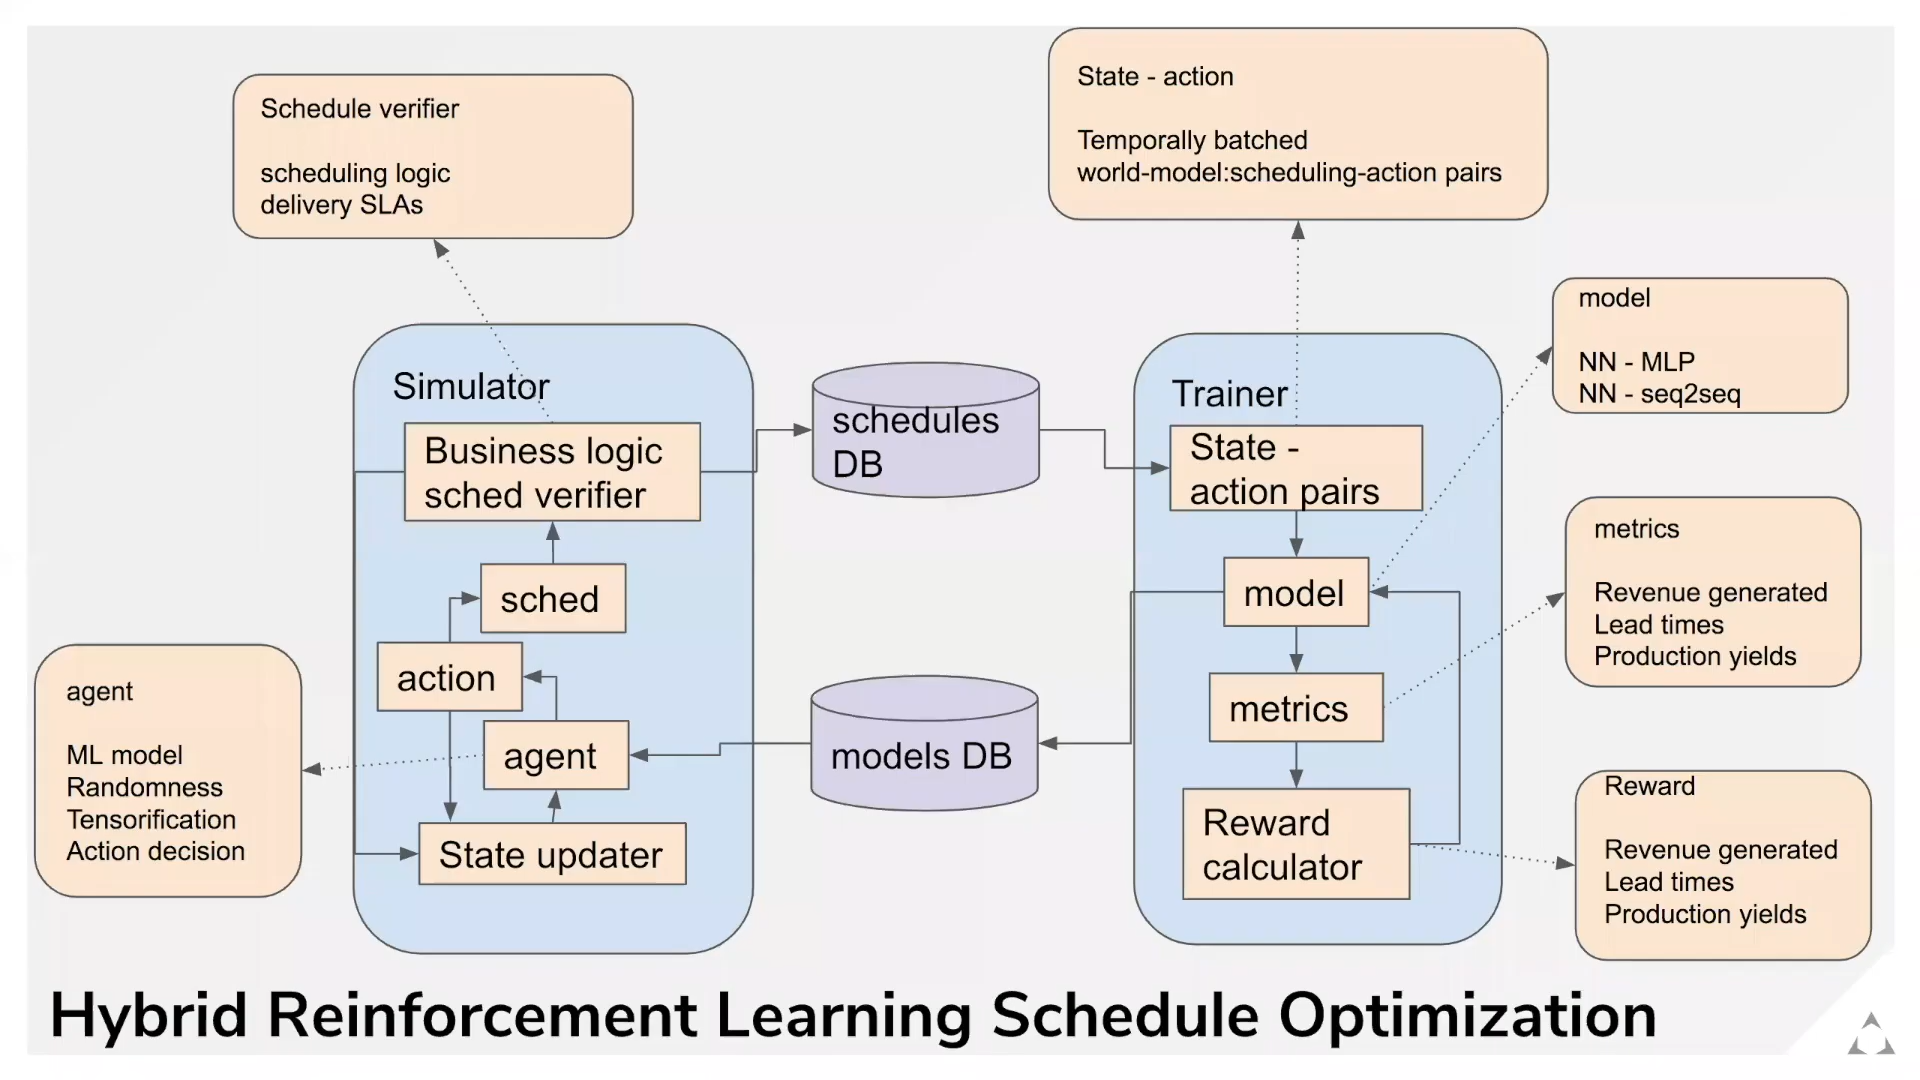 Schedule verifier
scheduling logic
delivery SLAs
State - action
Temporally batched
world-model:scheduling-action pairs
model
NN - MLP
NN - seq2seq
Simulator
Business logic
sched verifier
sched
action
agent
State updater
schedules
DB
models DB
Trainer
State -
action pairs
model
metrics
Reward
calculator
metrics
Revenue generated
Lead times
Production yields
agent
ML model
Randomness
Tensorification
Action decision
Reward
Revenue generated
Lead times
Production yields
Hybrid Reinforcement Learning Schedule Optimization